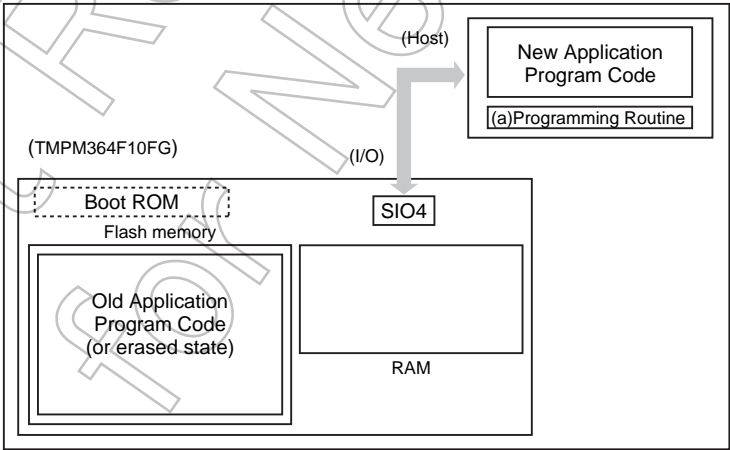 (Host)
New Application
Program Code
(a)Programming Routine
(TMPM364F10FG)
(I/O)
Boot ROM
SIO4
Flash memory
Old Application
Program Code
(or erased state)
RAM
for